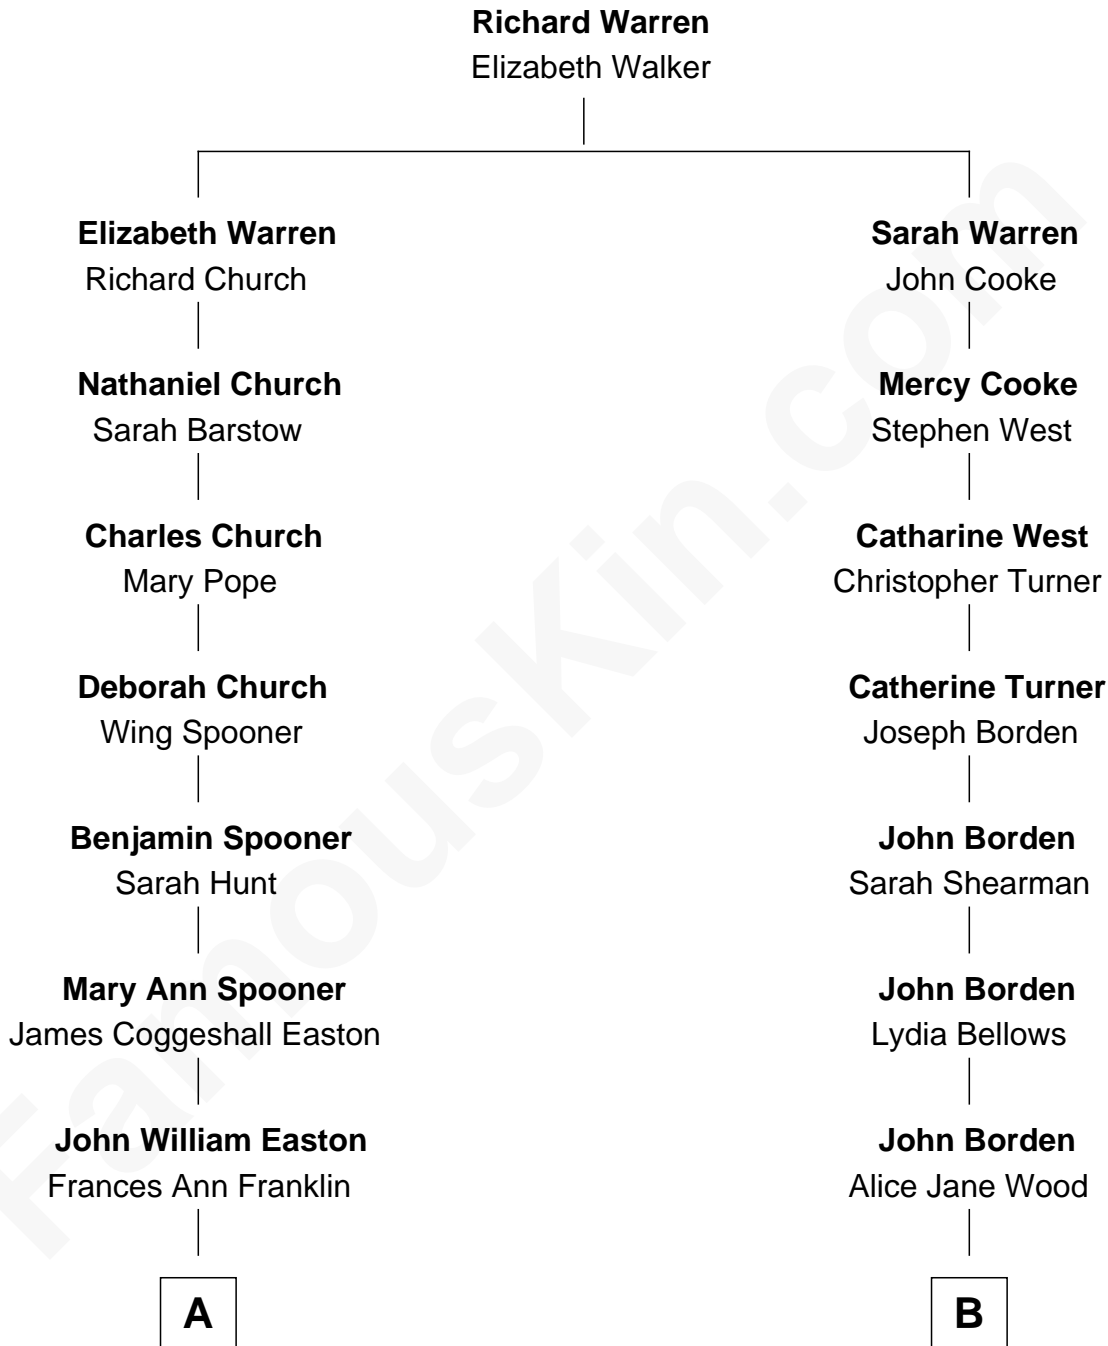 Richard Warren
Elizabeth Walker
Elizabeth Warren
Richard Church
Sarah Warren
John Cooke
Nathaniel Church
Sarah Barstow
Mercy Cooke
Stephen West
Charles Church
Mary Pope
Catharine West
Christopher Turner
Deborah Church
Wing Spooner
Catherine Turner
Joseph Borden
Benjamin Spooner
Sarah Hunt
John Borden
Sarah Shearman
Mary Ann Spooner
James Coggeshall Easton
John Borden
Lydia Bellows
John William Easton
Frances Ann Franklin
John Borden
Alice Jane Wood
A
B
FamousKin.com